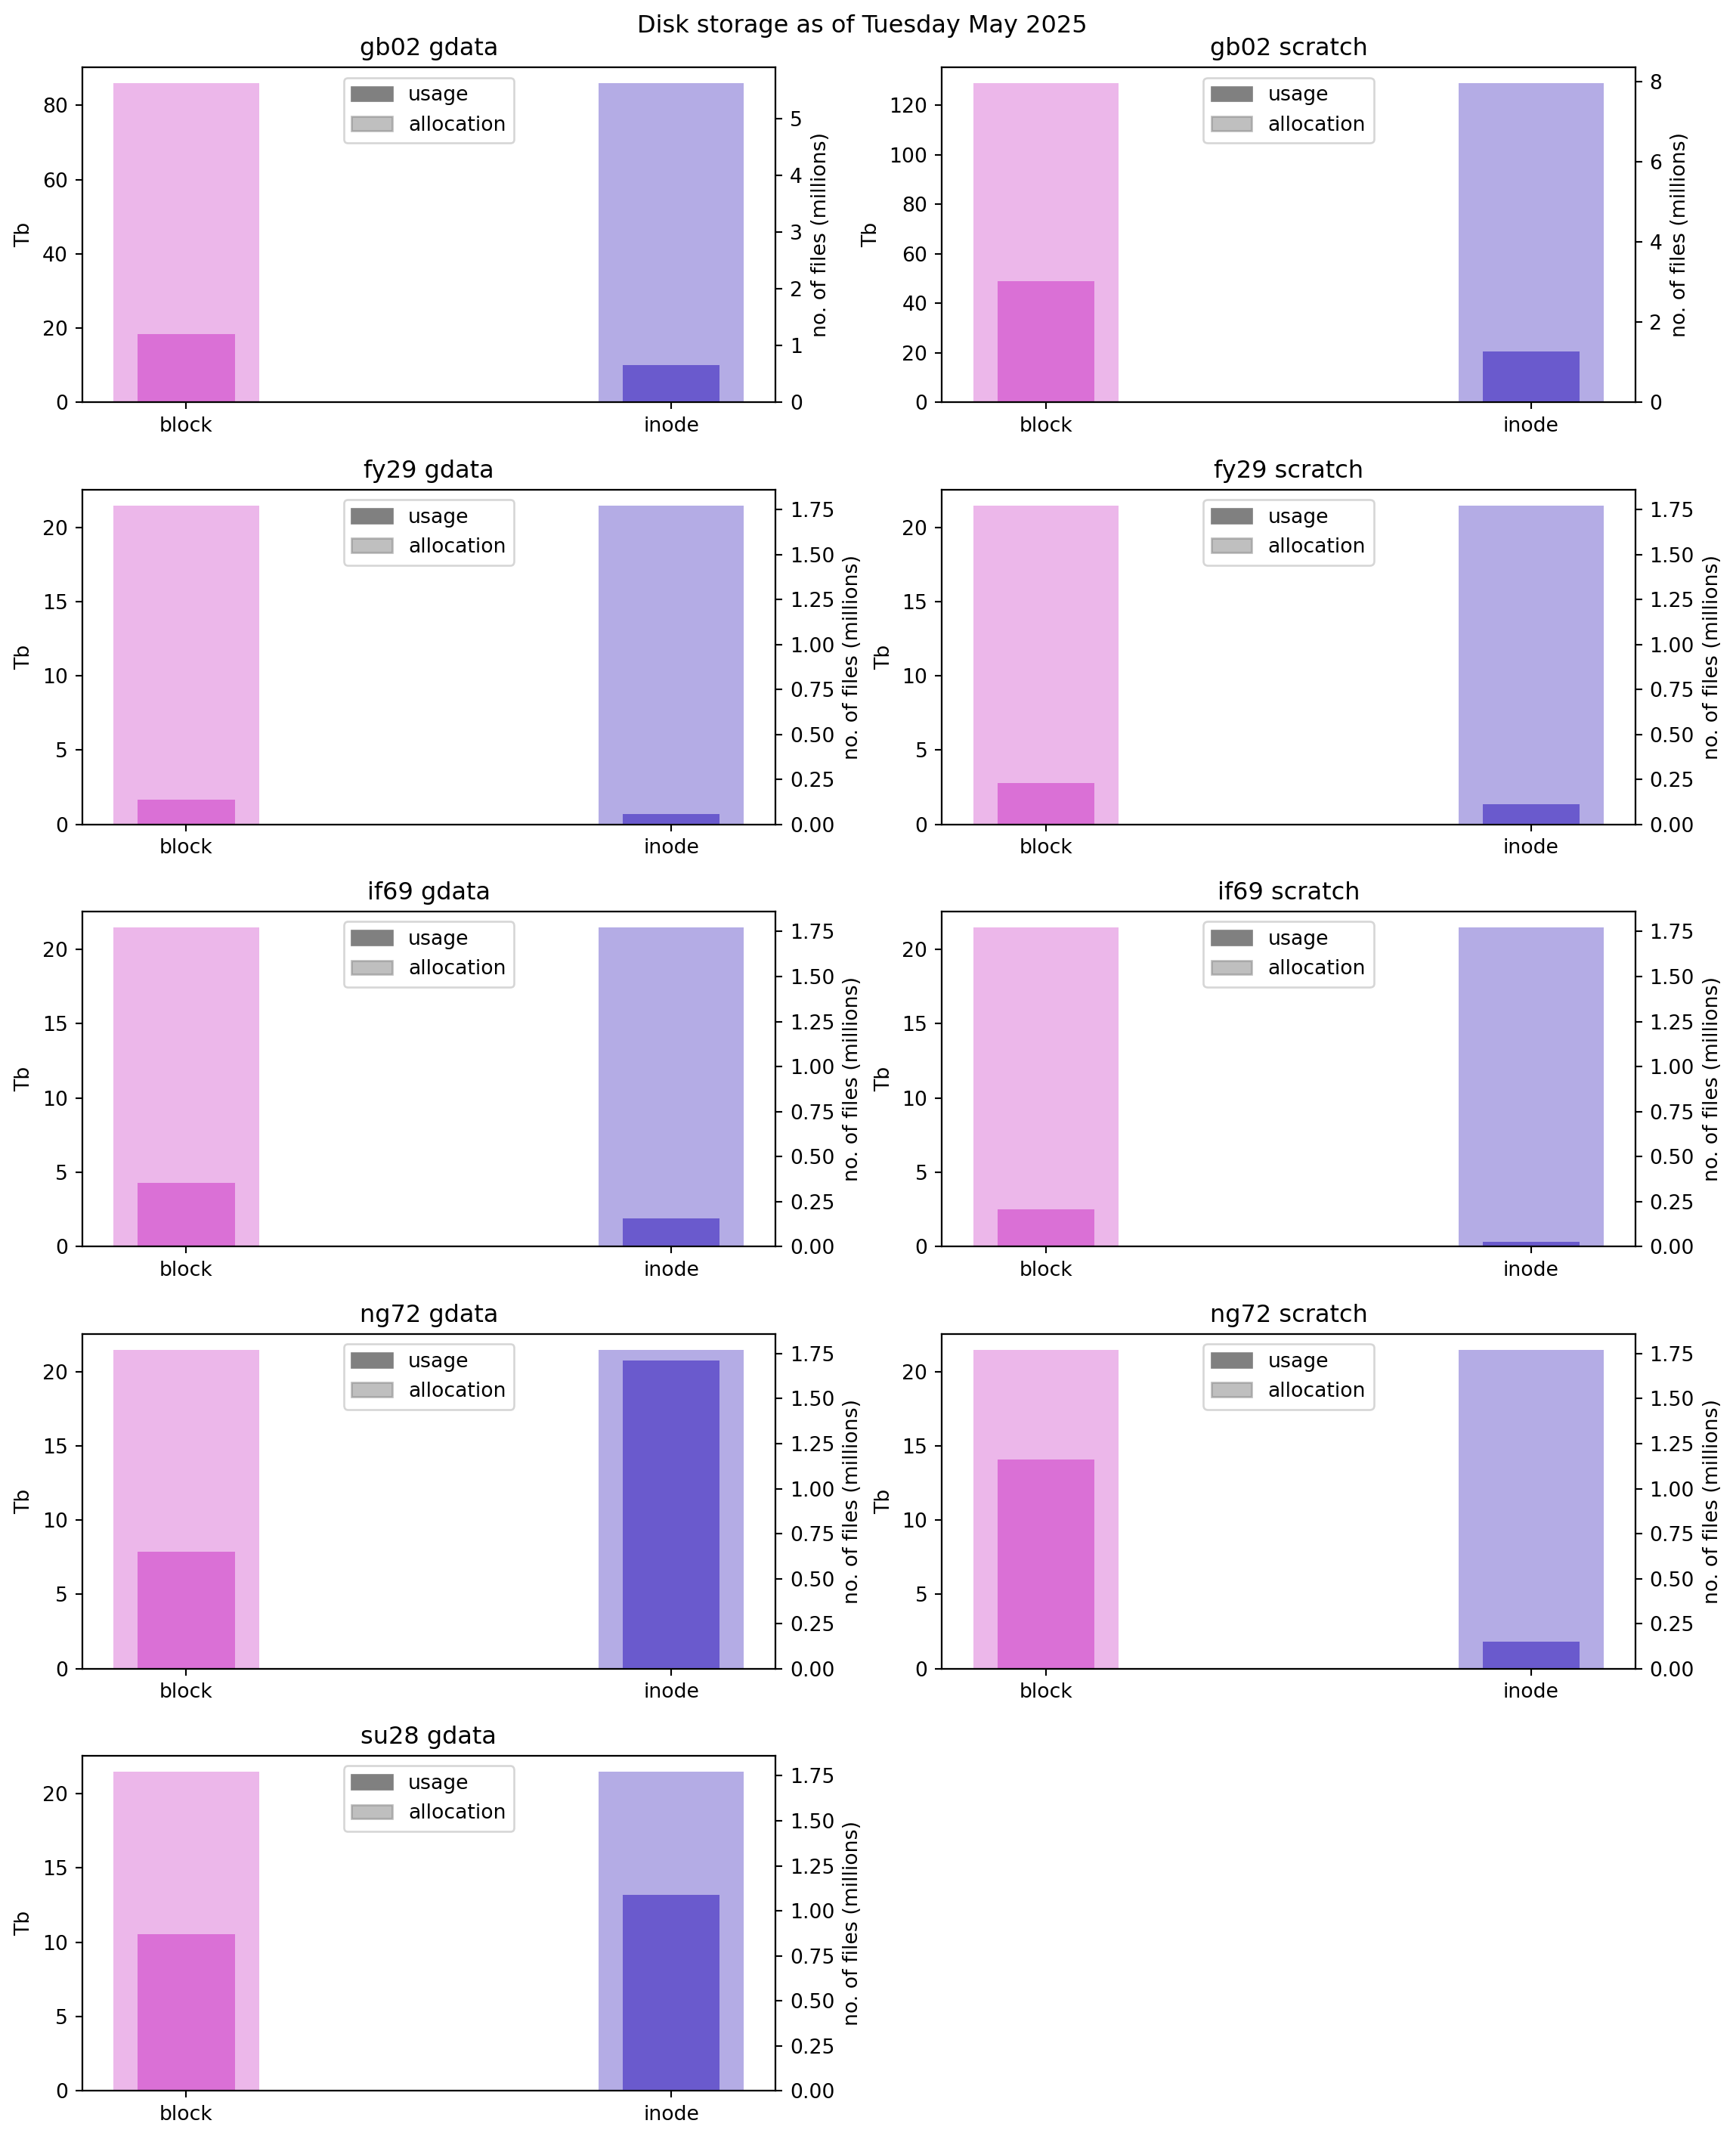 Disk storage as of Tuesday May 2025
gb02 gdata
usage
allocation
Tb
80
60
40
20
0
5
4
3
2
1
0
no. of files (millions)
block
inode
gb02 scratch
usage
allocation
Tb
120
100
80
60
40
20
0
8
6
4
2
0
no. of files (millions)
block
inode
fy29 gdata
usage
allocation
Tb
20
15
10
5
0
1.75
1.50
1.25
1.00
0.75
0.50
0.25
0.00
no. of files (millions)
block
inode
fy29 scratch
usage
allocation
Tb
20
15
10
5
0
1.75
1.50
1.25
1.00
0.75
0.50
0.25
0.00
no. of files (millions)
block
inode
if69 gdata
usage
allocation
Tb
20
15
10
5
0
1.75
1.50
1.25
1.00
0.75
0.50
0.25
0.00
no. of files (millions)
block
inode
if69 scratch
usage
allocation
Tb
20
15
10
5
0
1.75
1.50
1.25
1.00
0.75
0.50
0.25
0.00
no. of files (millions)
block
inode
ng72 gdata
usage
allocation
Tb
20
15
10
5
0
1.75
1.50
1.25
1.00
0.75
0.50
0.25
0.00
no. of files (millions)
block
inode
ng72 scratch
usage
allocation
Tb
20
15
10
5
0
1.75
1.50
1.25
1.00
0.75
0.50
0.25
0.00
no. of files (millions)
block
inode
su28 gdata
usage
allocation
Tb
20
15
10
5
0
1.75
1.50
1.25
1.00
0.75
0.50
0.25
0.00
no. of files (millions)
block
inode